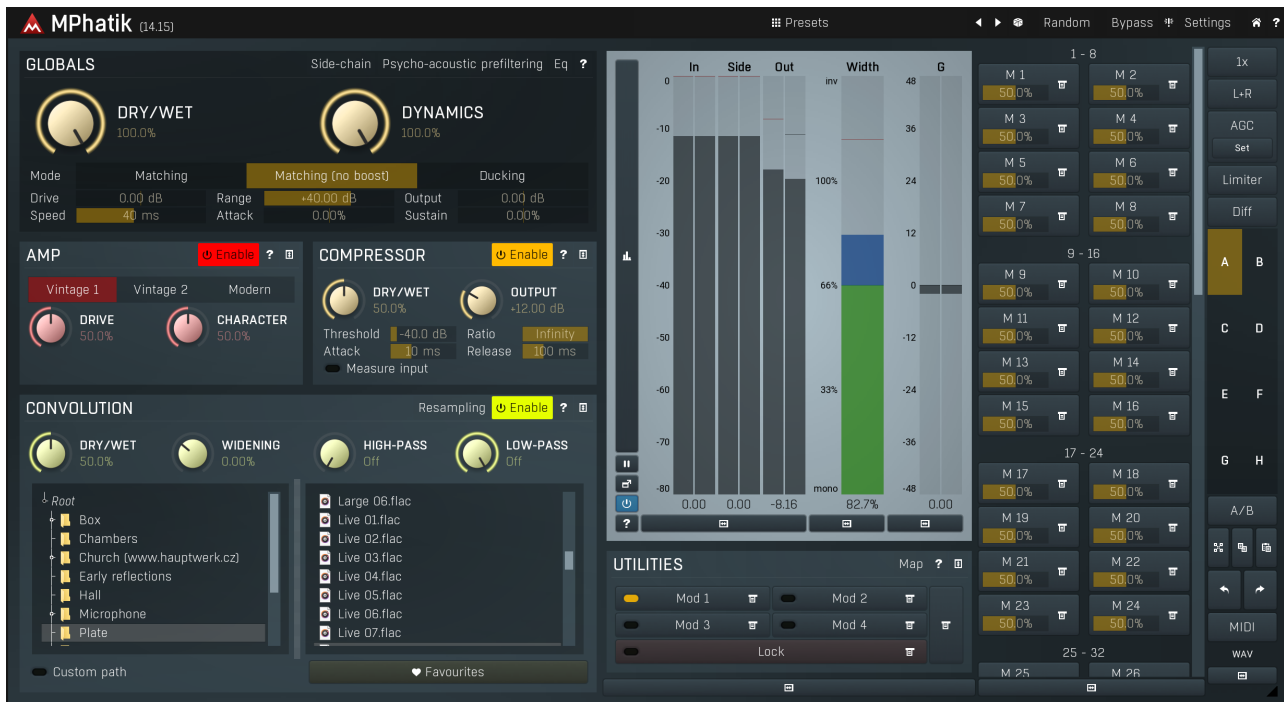 MPhatik (14.15) Presets Random Bypass Settings ?
GLOBALS Side-chain Psycho-acoustic prefiltering Eq ?
DRY/WET 100.0% DYNAMICS 100.0%
Mode Matching Matching (no boost) Ducking
Drive 0.00 dB Range +40.00 dB Output 0.00 dB
Speed 40 ms Attack 0.00% Sustain 0.00%
AMP Enable ?
Vintage 1 Vintage 2 Modern
DRIVE 50.0% CHARACTER 50.0%
COMPRESSOR Enable ?
DRY/WET 50.0% OUTPUT +12.00 dB
Threshold -40.0 dB Ratio Infinity
Attack 10 ms Release 100 ms
Measure input
CONVOLUTION Resampling Enable ?
DRY/WET 50.0% WIDENING 0.00% HIGH-PASS Off LOW-PASS Off
Root
Box
Chambers
Church (www.hauptwerk.cz)
Early reflections
Hall
Microphone
Plate
Large 06.flac
Live 01.flac
Live 02.flac
Live 03.flac
Live 04.flac
Live 05.flac
Live 06.flac
Live 07.flac
Custom path Favourites
In Side Out Width G
0 inv 48
-10 36
-20 100% 24
-30 12
-40 66% 0
-50 -12
-60 33% -24
-70 -36
-80 mono -48
0.00 0.00 -8.16 82.7% 0.00
?
UTILITIES Map ?
Mod 1 Mod 2
Mod 3 Mod 4
Lock
1 - 8
M 1 M 2
50.0% 50.0%
M 3 M 4
50.0% 50.0%
M 5 M 6
50.0% 50.0%
M 7 M 8
50.0% 50.0%
9 - 16
M 9 M 10
50.0% 50.0%
M 11 M 12
50.0% 50.0%
M 13 M 14
50.0% 50.0%
M 15 M 16
50.0% 50.0%
17 - 24
M 17 M 18
50.0% 50.0%
M 19 M 20
50.0% 50.0%
M 21 M 22
50.0% 50.0%
M 23 M 24
50.0% 50.0%
25 - 32
M 25 M 26
1x
L+R
AGC
Set
Limiter
Diff
A B
C D
E F
G H
A/B
MIDI
WAV